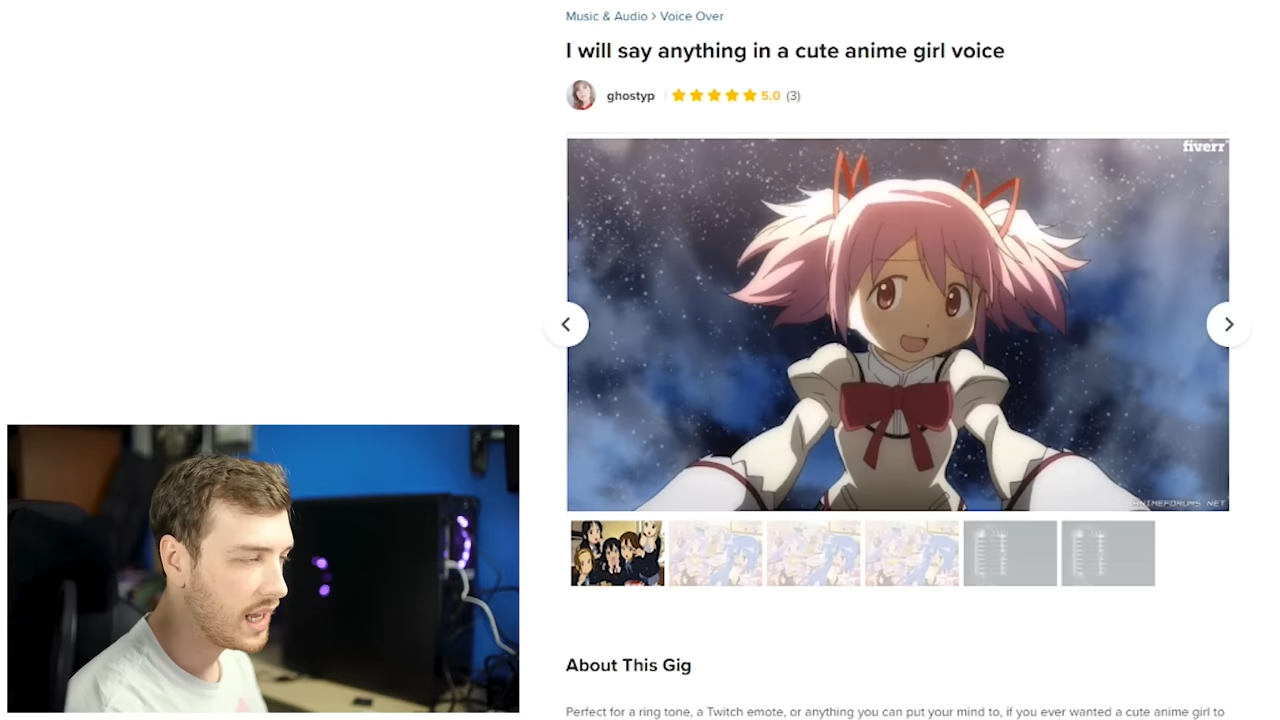 Music & Audio > Voice Over
I will say anything in a cute anime girl voice
ghostyp
5.0 (3)
fiverr
ANIMEFORUMS.NET
About This Gig
Perfect for a ring tone, a Twitch emote, or anything you can put your mind to, if you ever wanted a cute anime girl to